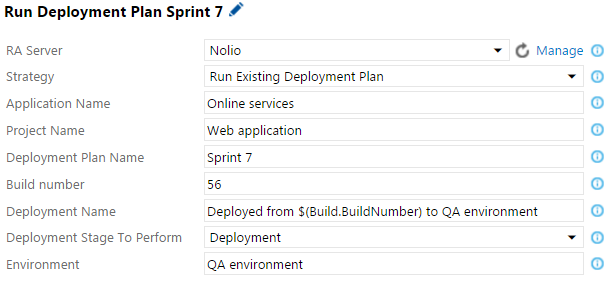 Run Deployment Plan Sprint 7
RA Server Nolio Manage
Strategy Run Existing Deployment Plan
Application Name Online services
Project Name Web application
Deployment Plan Name Sprint 7
Build number 56
Deployment Name Deployed from $(Build.BuildNumber) to QA environment
Deployment Stage To Perform Deployment
Environment QA environment